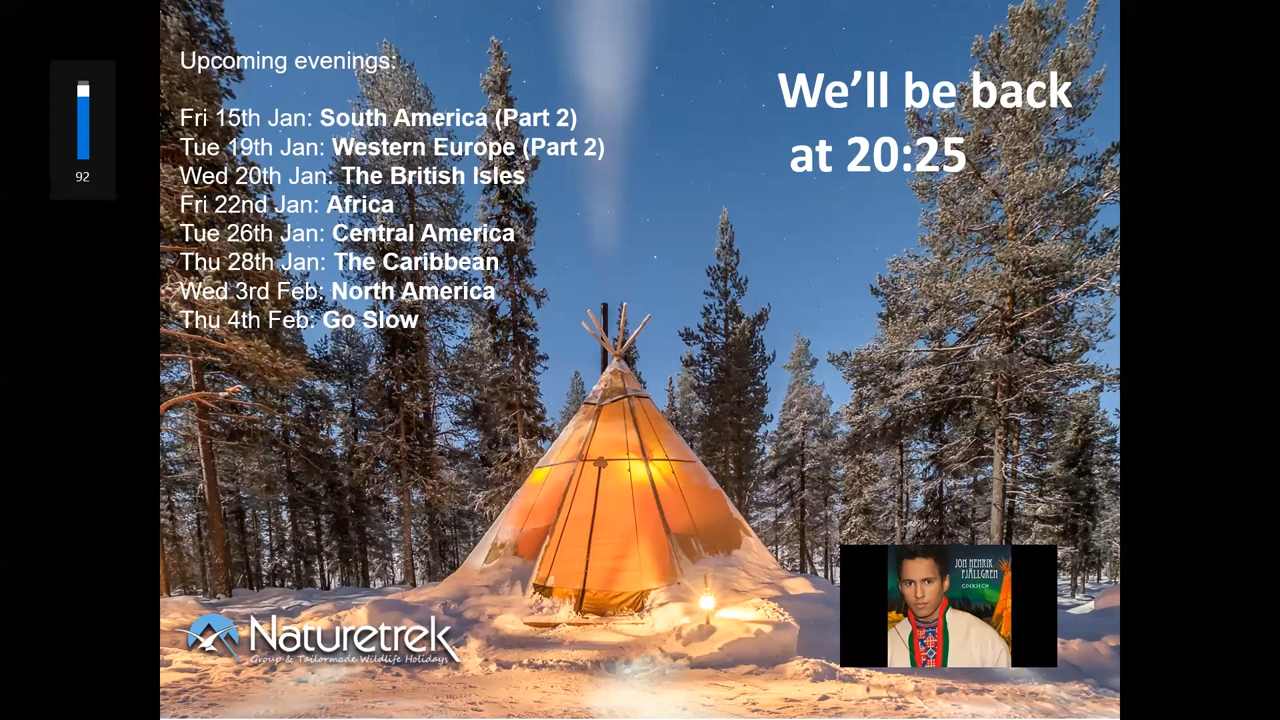 Upcoming evenings:
Fri 15th Jan: South America (Part 2)
Tue 19th Jan: Western Europe (Part 2)
Wed 20th Jan: The British Isles
Fri 22nd Jan: Africa
Tue 26th Jan: Central America
Thu 28th Jan: The Caribbean
Wed 3rd Feb: North America
Thu 4th Feb: Go Slow
We’ll be back
at 20:25
92
JON HENRIK
FJÄLLGREN
GOEKSEGH
Naturetrek
Group & Tailormade Wildlife Holidays